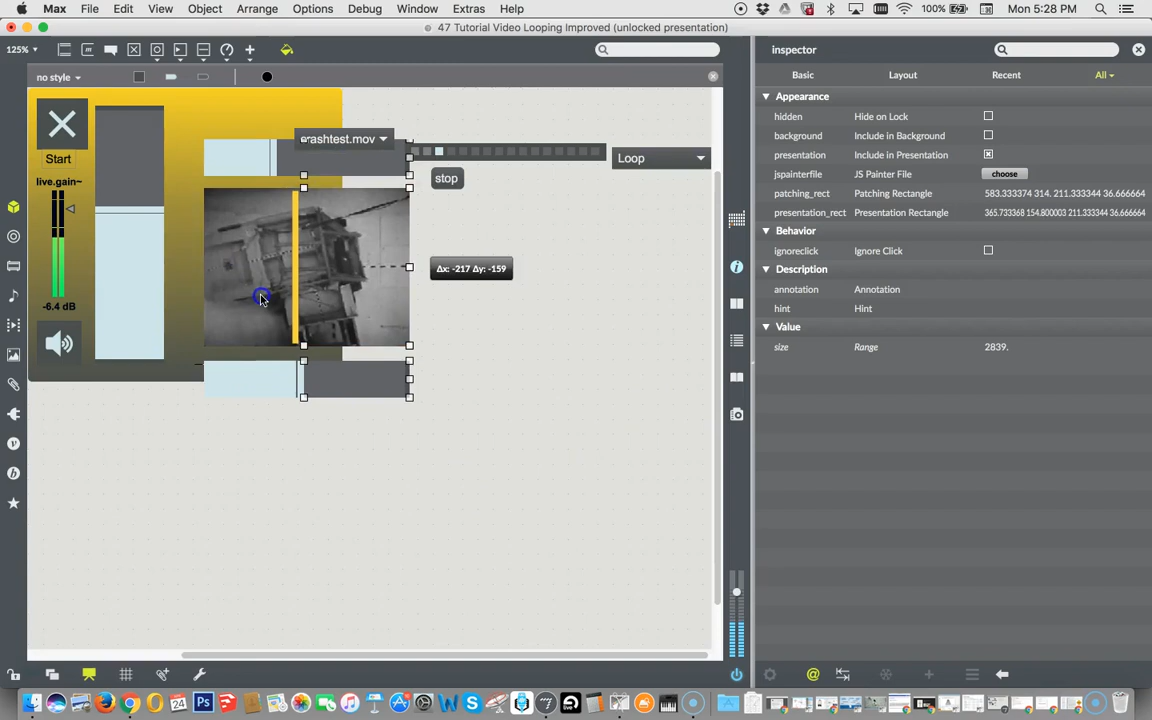 Max File Edit View Object Arrange Options Debug Window Extras Help
100% Mon 5:28 PM
47 Tutorial Video Looping Improved (unlocked presentation)
125%
no style
Start
live.gain~
-6.4 dB
crashtest.mov
Loop
stop
Δx: -217 Δy: -159
inspector
Basic Layout Recent All
Appearance
hidden Hide on Lock
background Include in Background
presentation Include in Presentation
jspainterfile JS Painter File choose
patching_rect Patching Rectangle 583.333374 314. 211.333344 36.666664
presentation_rect Presentation Rectangle 365.733368 154.800003 211.333344 36.666664
Behavior
ignoreclick Ignore Click
Description
annotation Annotation
hint Hint
Value
size Range 2839.